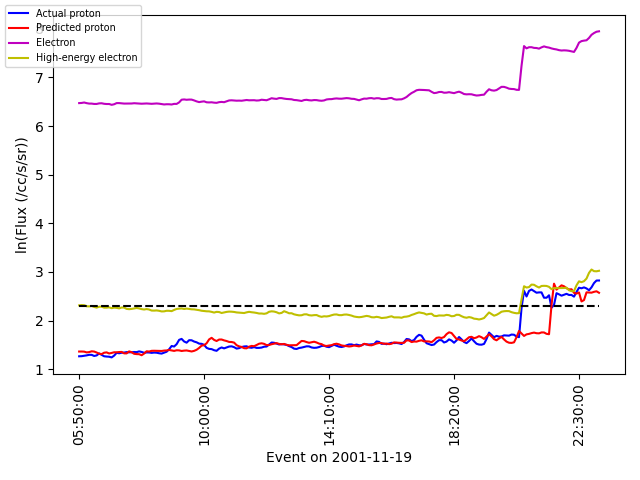 Actual proton
Predicted proton
Electron
High-energy electron
7
6
5
4
3
2
1
ln(Flux (/cc/s/sr))
05:50:00
10:00:00
14:10:00
18:20:00
22:30:00
Event on 2001-11-19